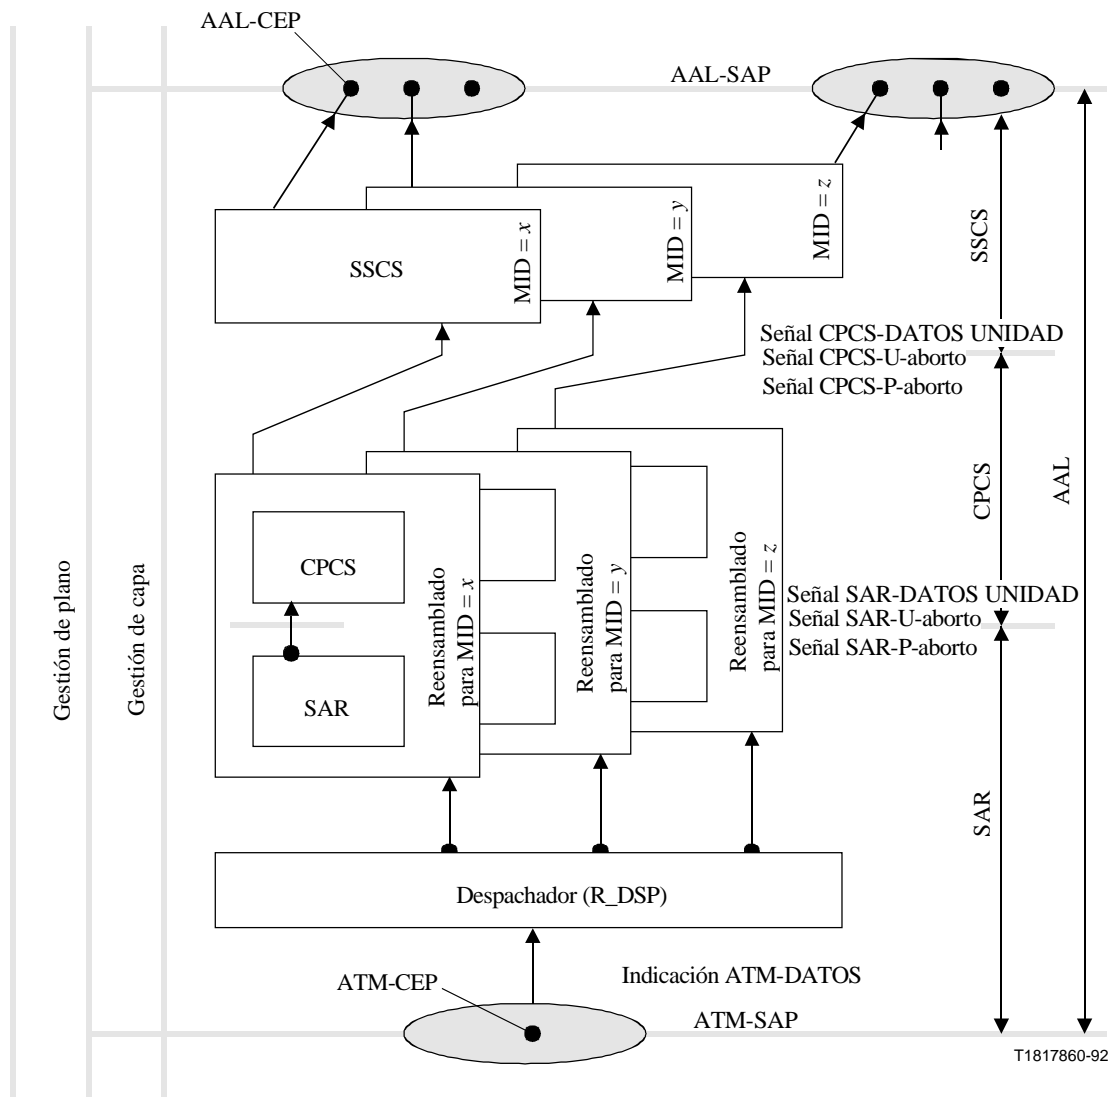 AAL-CEP
AAL-SAP
MID = x
MID = y
MID = z
SSCS
SSCS
Señal CPCS-DATOS UNIDAD
Señal CPCS-U-aborto
Señal CPCS-P-aborto
Gestión de plano
Gestión de capa
CPCS
SAR
Reensamblado
para MID = x
Reensamblado
para MID = y
Reensamblado
para MID = z
CPCS
AAL
Señal SAR-DATOS UNIDAD
Señal SAR-U-aborto
Señal SAR-P-aborto
SAR
Despachador (R_DSP)
Indicación ATM-DATOS
ATM-CEP
ATM-SAP
T1817860-92